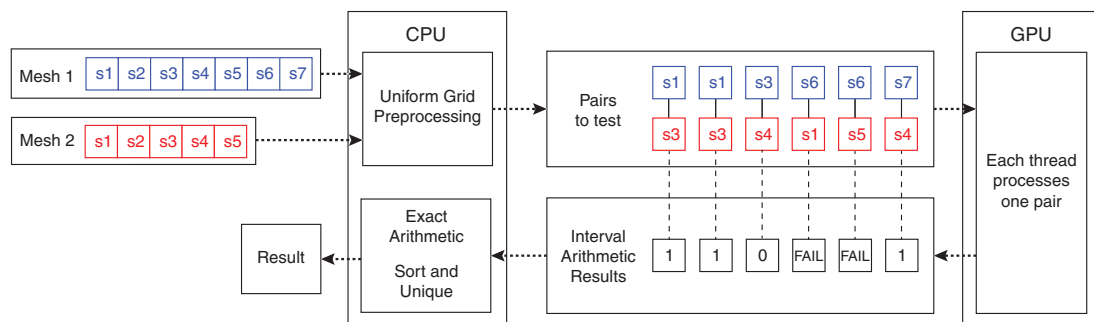 CPU
GPU
Mesh 1 s1 s2 s3 s4 s5 s6 s7
Mesh 2 s1 s2 s3 s4 s5
Uniform Grid
Preprocessing
Pairs
to test
s1 s1 s3 s6 s6 s7
s3 s3 s4 s1 s5 s4
Each thread
processes
one pair
Interval
Arithmetic
Results
1 1 0 FAIL FAIL 1
Exact
Arithmetic
Sort and
Unique
Result